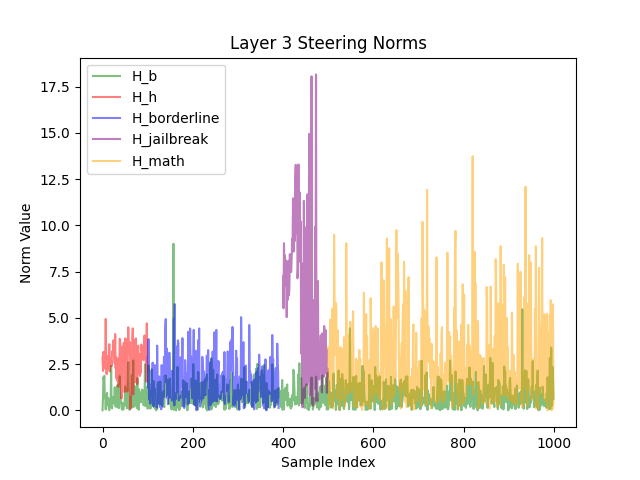 Layer 3 Steering Norms
H_b
H_h
H_borderline
H_jailbreak
H_math
Norm Value
17.5
15.0
12.5
10.0
7.5
5.0
2.5
0.0
0
200
400
600
800
1000
Sample Index